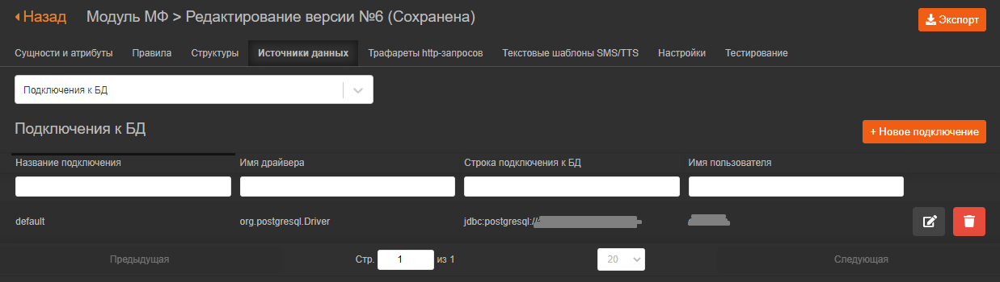 Назад Модуль МФ > Редактирование версии №6 (Сохранена)
Экспорт
Сущности и атрибуты Правила Структуры Источники данных Трафареты http-запросов Текстовые шаблоны SMS/TTS Настройки Тестирование
Подключения к БД
Подключения к БД
+ Новое подключение
Название подключения Имя драйвера Строка подключения к БД Имя пользователя
default org.postgresql.Driver jdbc:postgresql://
Предыдущая Стр. 1 из 1 20 Следующая